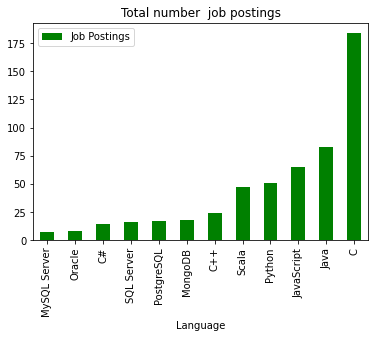 Total number  job postings
Job Postings
175
150
125
100
75
50
25
0
MySQL Server
Oracle
C#
SQL Server
PostgreSQL
MongoDB
C++
Scala
Python
JavaScript
Java
C
Language